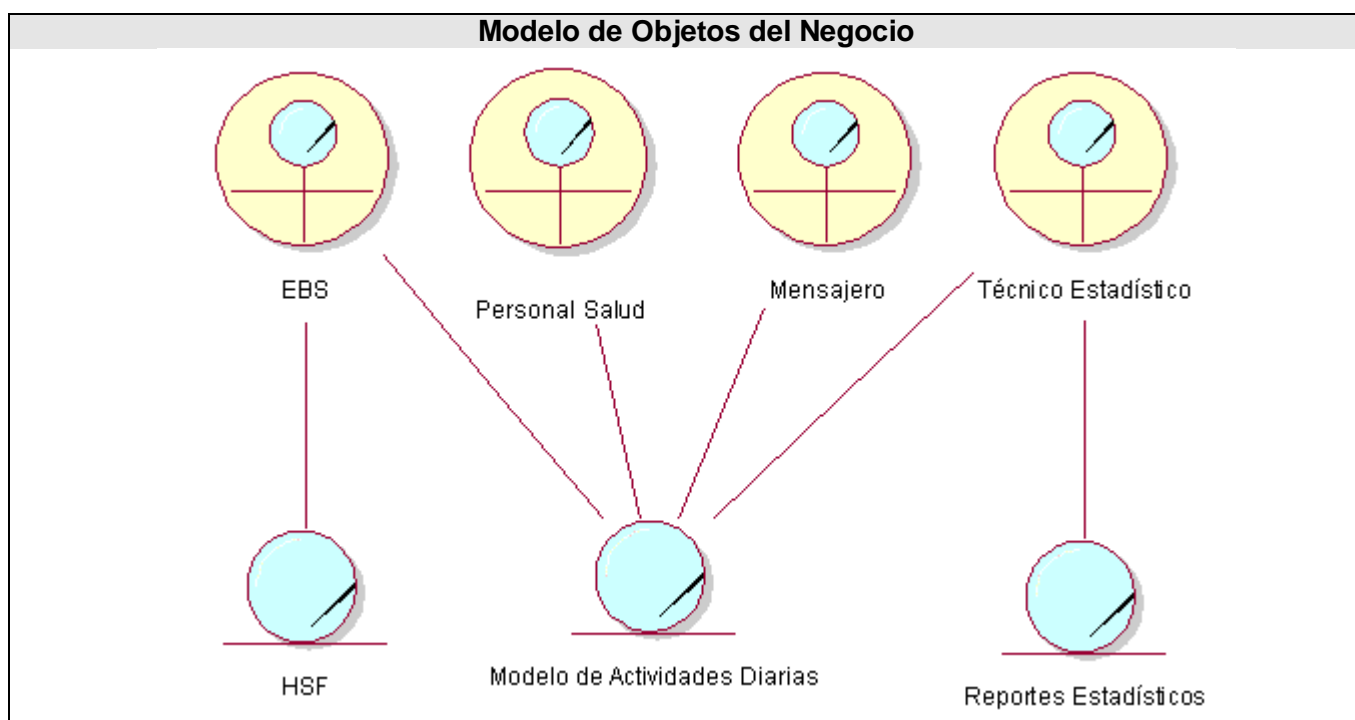 Modelo de Objetos del Negocio
EBS
Personal Salud
Mensajero
Técnico Estadístico
HSF
Modelo de Actividades Diarias
Reportes Estadísticos